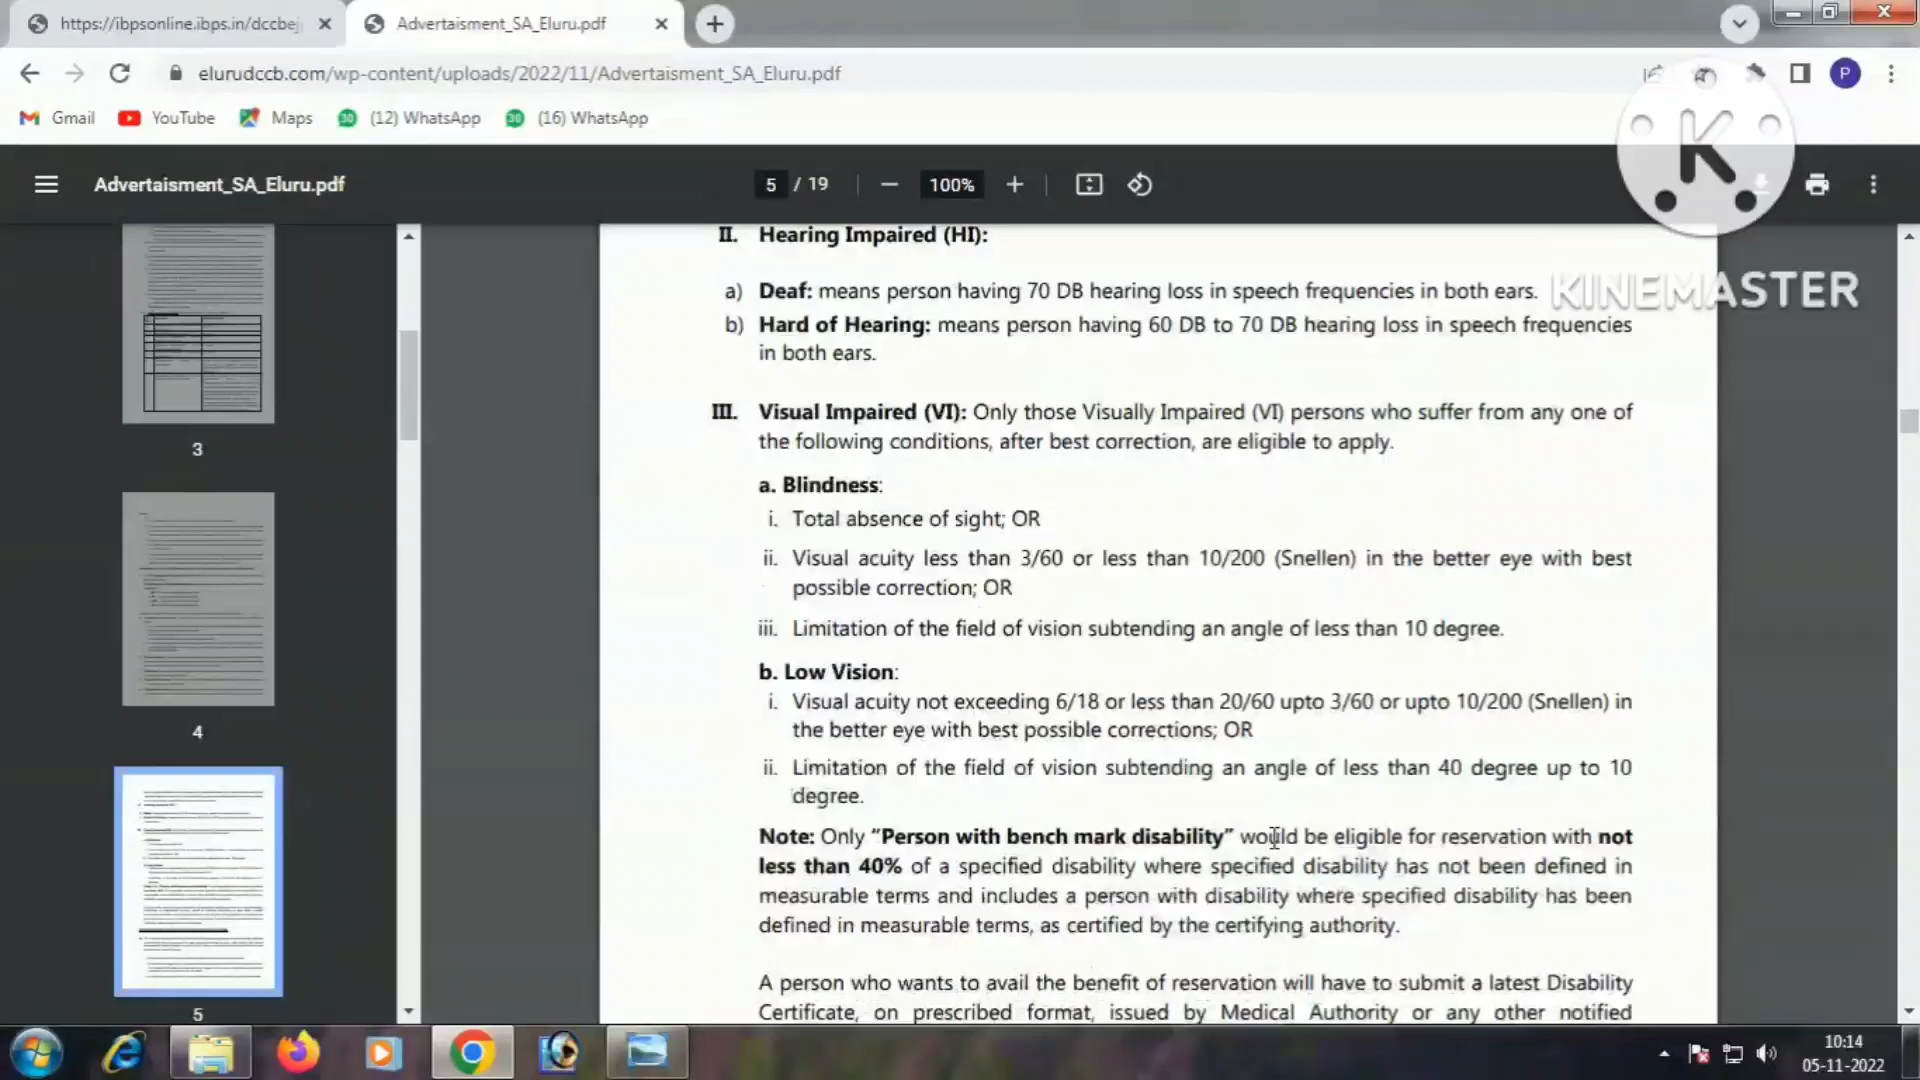 https://ibpsonline.ibps.in/dccbej
Advertaisment_SA_Eluru.pdf
elurudccb.com/wp-content/uploads/2022/11/Advertaisment_SA_Eluru.pdf
P
Gmail
YouTube
Maps
(12) WhatsApp
(16) WhatsApp
K
KINEMASTER
Advertaisment_SA_Eluru.pdf
5 / 19
100%
3
4
5
II. Hearing Impaired (HI):
a) Deaf: means person having 70 DB hearing loss in speech frequencies in both ears.
b) Hard of Hearing: means person having 60 DB to 70 DB hearing loss in speech frequencies
in both ears.
III. Visual Impaired (VI): Only those Visually Impaired (VI) persons who suffer from any one of
the following conditions, after best correction, are eligible to apply.
a. Blindness:
i. Total absence of sight; OR
ii. Visual acuity less than 3/60 or less than 10/200 (Snellen) in the better eye with best
possible correction; OR
iii. Limitation of the field of vision subtending an angle of less than 10 degree.
b. Low Vision:
i. Visual acuity not exceeding 6/18 or less than 20/60 upto 3/60 or upto 10/200 (Snellen) in
the better eye with best possible corrections; OR
ii. Limitation of the field of vision subtending an angle of less than 40 degree up to 10
degree.
Note: Only "Person with bench mark disability" would be eligible for reservation with not
less than 40% of a specified disability where specified disability has not been defined in
measurable terms and includes a person with disability where specified disability has been
defined in measurable terms, as certified by the certifying authority.
A person who wants to avail the benefit of reservation will have to submit a latest Disability
Certificate, on prescribed format, issued by Medical Authority or any other notified
10:14
05-11-2022